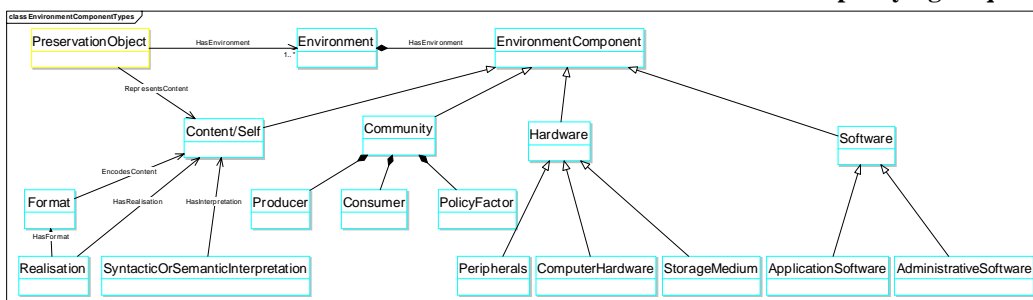 class EnvironmentComponentTypes
PreservationObject
HasEnvironment
1.. *
Environment
HasEnvironment
EnvironmentComponent
RepresentsContent
Content/Self
Community
Hardware
Software
EncodesContent
HasRealisation
HasInterpretation
Format
Producer
Consumer
PolicyFactor
HasFormat
Realisation
SyntacticOrSemanticInterpretation
Peripherals
ComputerHardware
StorageMedium
ApplicationSoftware
AdministrativeSoftware